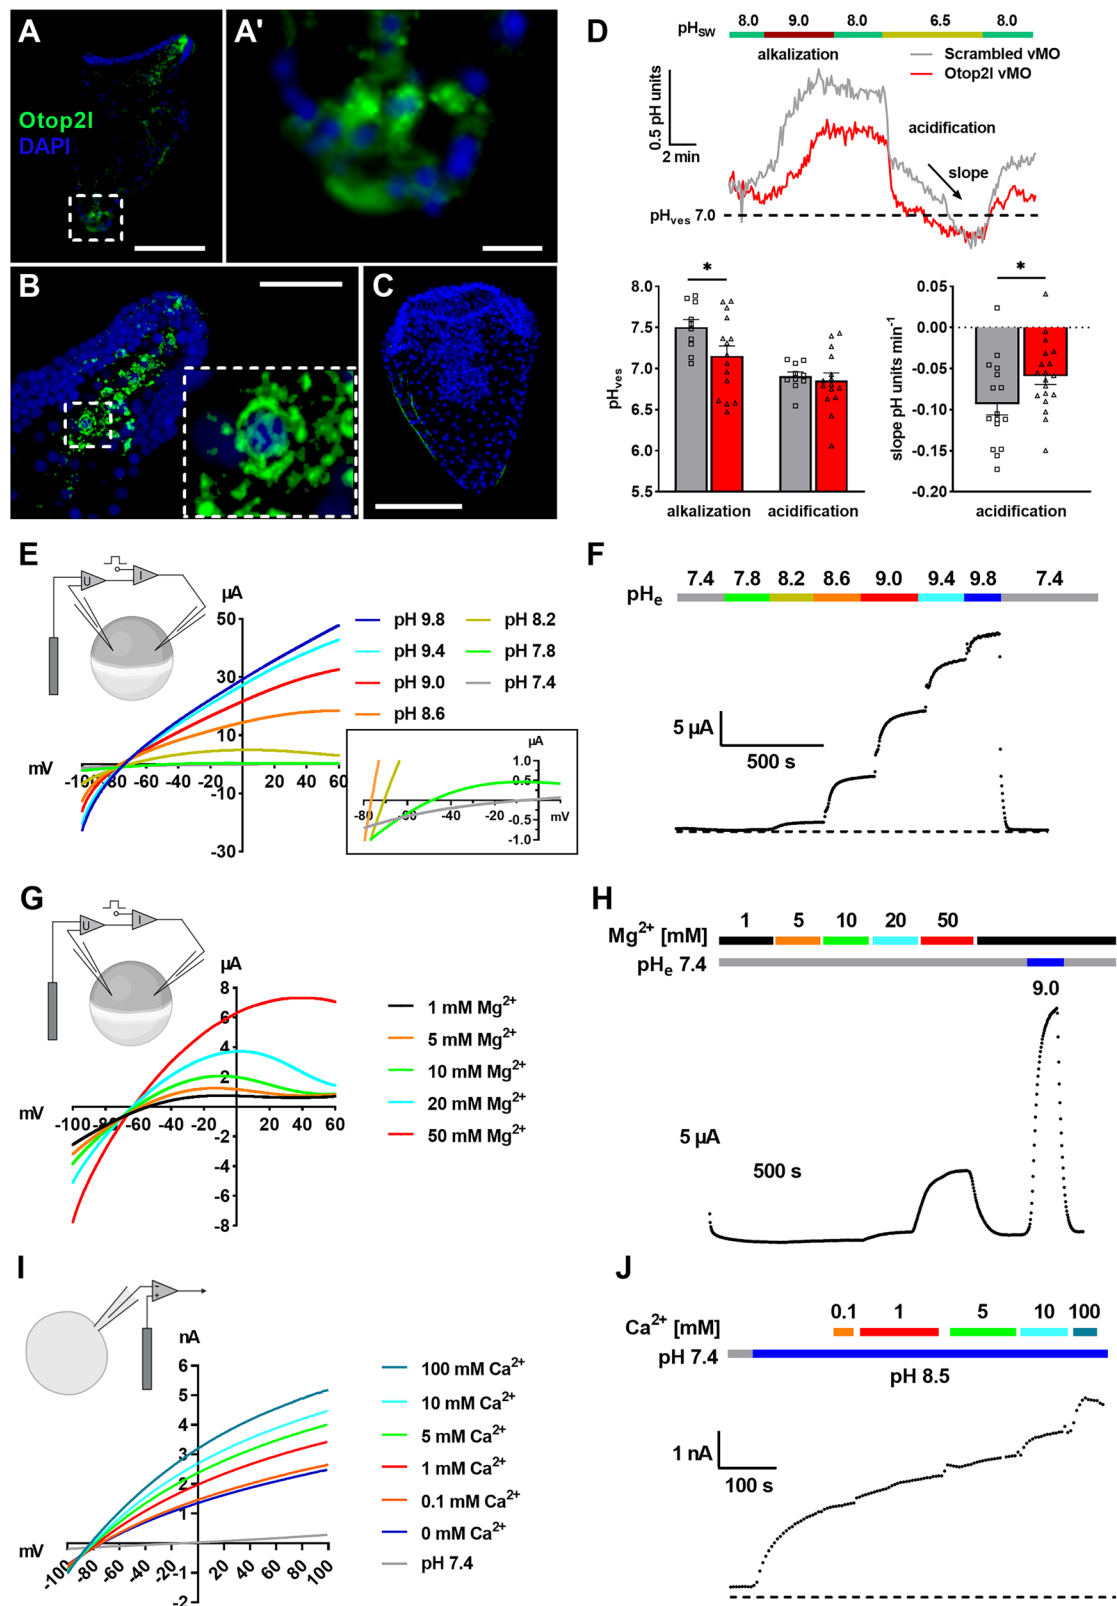 A
A'
Otop2l
DAPI
B
C
D
pHSW
8.0 9.0 8.0 6.5 8.0
alkalization
Scrambled vMO
Otop2l vMO
0.5 pH units
2 min
acidification
slope
pHves 7.0
*
8.0
7.5
7.0
6.5
6.0
5.5
pHves
alkalization acidification
*
0.05
0.00
-0.05
-0.10
-0.15
-0.20
slope pH units min-1
acidification
E
U
I
µA
50
30
10
-10
-30
mV
-100 -80 -60 -40 -20 20 40 60
pH 9.8
pH 9.4
pH 9.0
pH 8.6
pH 8.2
pH 7.8
pH 7.4
µA
1.0
0.5
-0.5
-1.0
-80 -60 -40 -20 mV
F
pHe
7.4 7.8 8.2 8.6 9.0 9.4 9.8 7.4
5 µA
500 s
G
U
I
µA
8
6
4
2
-2
-4
-6
-8
mV
-100 -80 -60 -40 -20 20 40 60
1 mM Mg2+
5 mM Mg2+
10 mM Mg2+
20 mM Mg2+
50 mM Mg2+
H
1 5 10 20 50
Mg2+ [mM]
pHe 7.4
9.0
5 µA
500 s
I
nA
6
5
4
3
2
1
-1
-2
mV
-100 -80 -60 -40 -20 20 40 60 80 100
100 mM Ca2+
10 mM Ca2+
5 mM Ca2+
1 mM Ca2+
0.1 mM Ca2+
0 mM Ca2+
pH 7.4
J
0.1 1 5 10 100
Ca2+ [mM]
pH 7.4
pH 8.5
1 nA
100 s